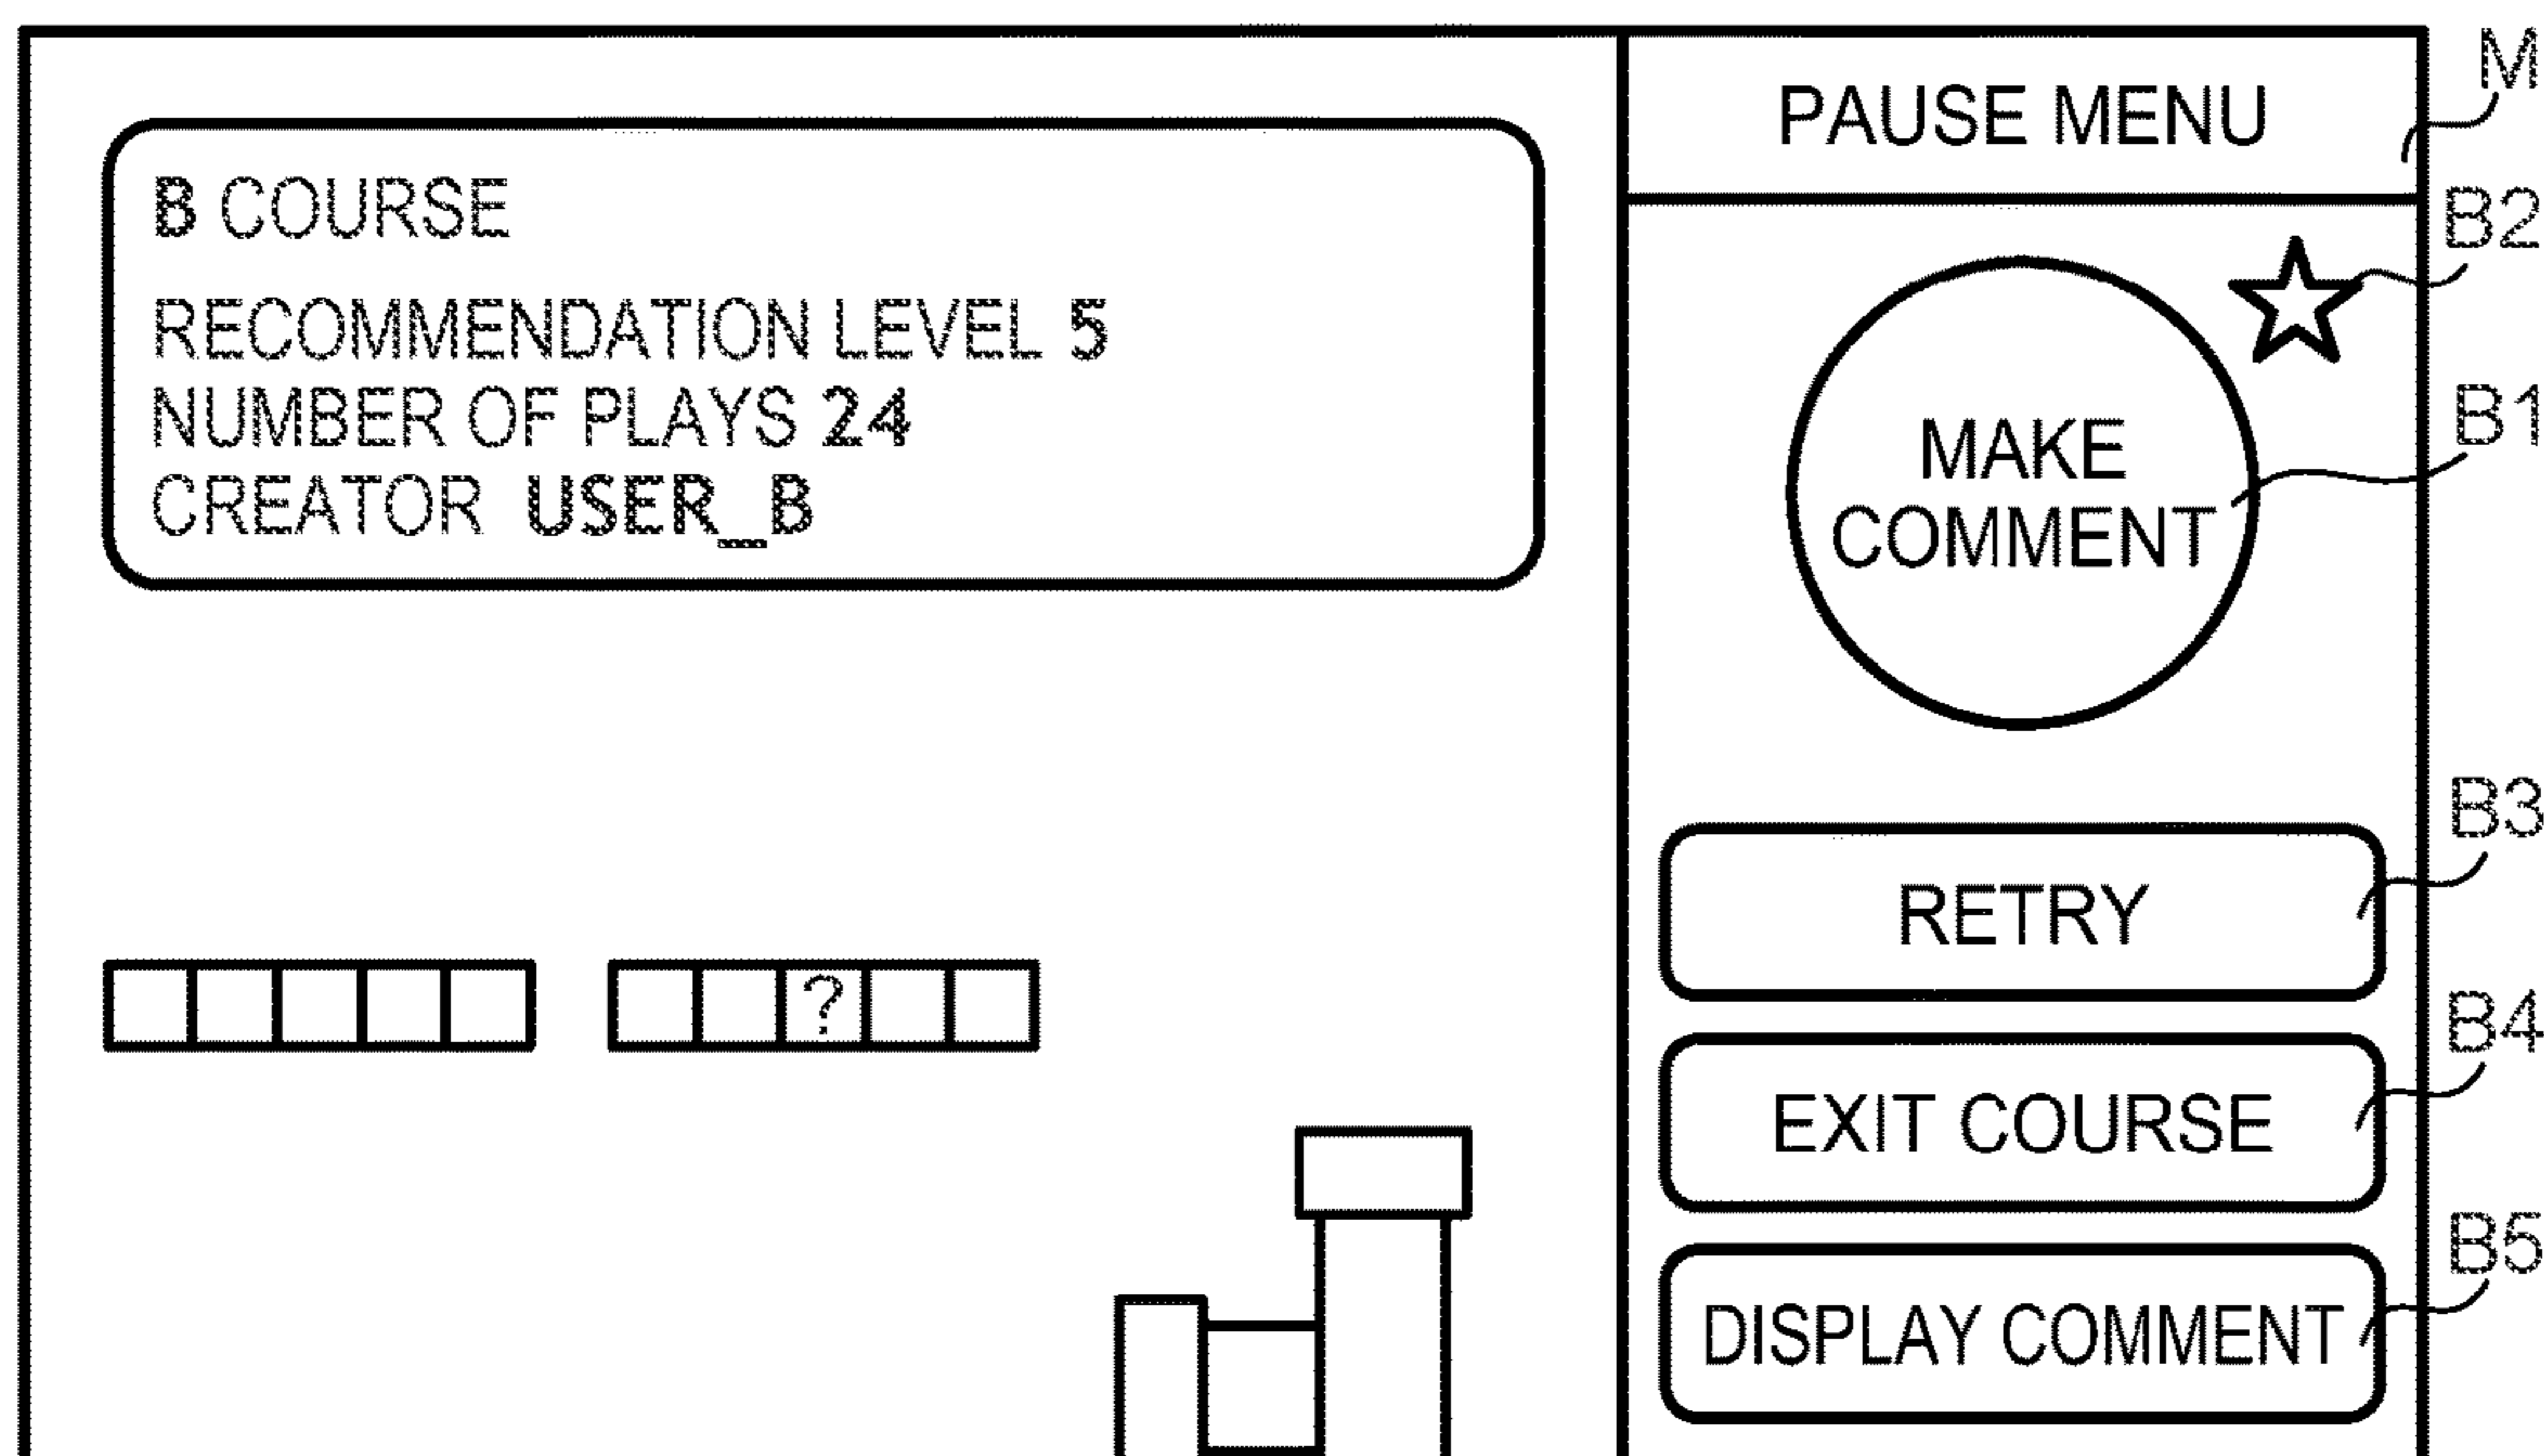 B COURSE
RECOMMENDATION LEVEL 5
NUMBER OF PLAYS 24
CREATOR USER_B
?
PAUSE MENU
M
B2
MAKE
COMMENT
B1
RETRY
B3
EXIT COURSE
B4
DISPLAY COMMENT
B5